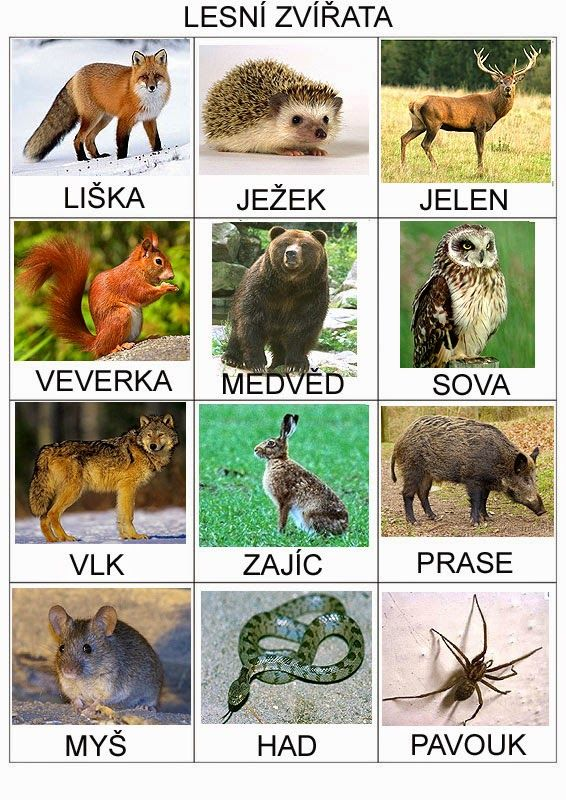 LESNÍ ZVÍŘATA
LIŠKA
JEŽEK
JELEN
VEVERKA
MEDVĚD
SOVA
VLK
ZAJÍC
PRASE
MYŠ
HAD
PAVOUK